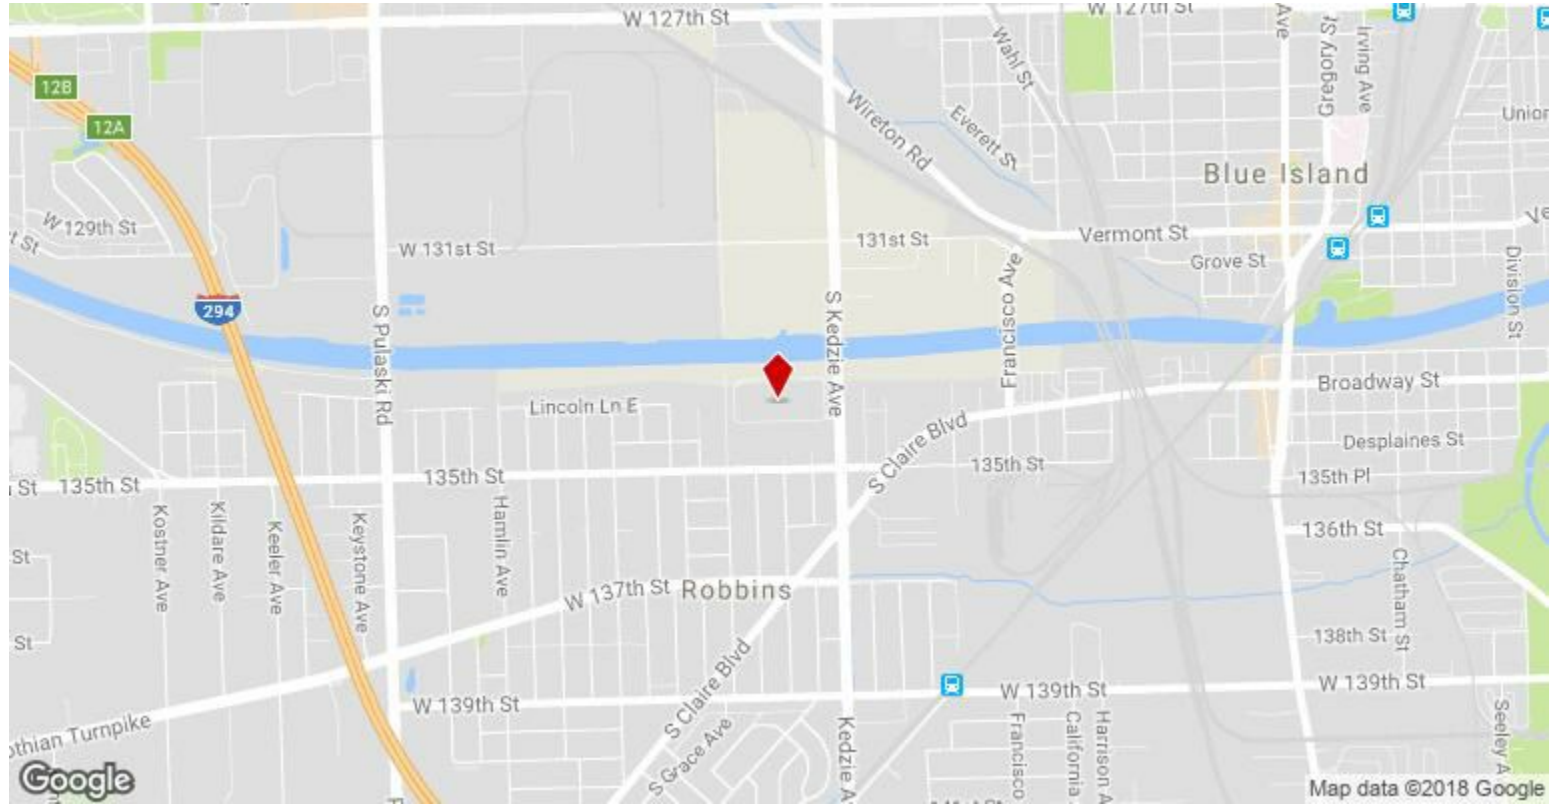 W 127th St
W 127th St
Ave
Gregory St
Irving Ave
Wahl St
12B
12A
Wireton Rd
Everett St
Union
Blue Island
W 129th St
t St
W 131st St
131st St
Vermont St
Ve
Grove St
Division St
Francisco Ave
294
S Pulaski Rd
S Kedzie Ave
Broadway St
Lincoln Ln E
S Claire Blvd
Desplaines St
135th St
135th St
135th St
135th Pl
St
Kostner Ave
Kildare Ave
Keeler Ave
Keystone Ave
Hamlin Ave
136th St
Chatham St
St
W 137th St
Robbins
138th St
St
S Claire Blvd
W 139th St
W 139th St
W 139th St
othian Turnpike
S Grace Ave
Kedzie Av
Francisco
California
Harrison A
Seeley A
Google
Map data ©2018 Google